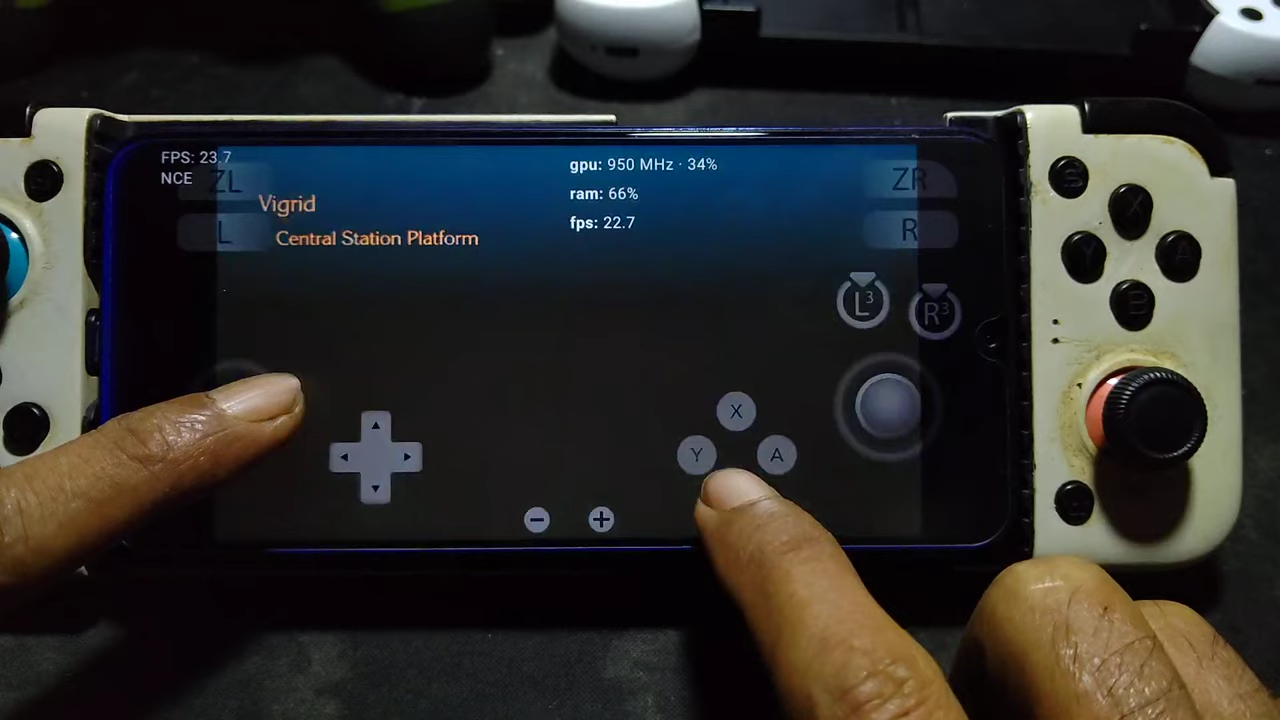 FPS: 23.7
NCE
ZL
L
Vigrid
Central Station Platform
gpu: 950 MHz · 34%
ram: 66%
fps: 22.7
ZR
R
L3
R3
X
Y
A
S
X
Y
A
B